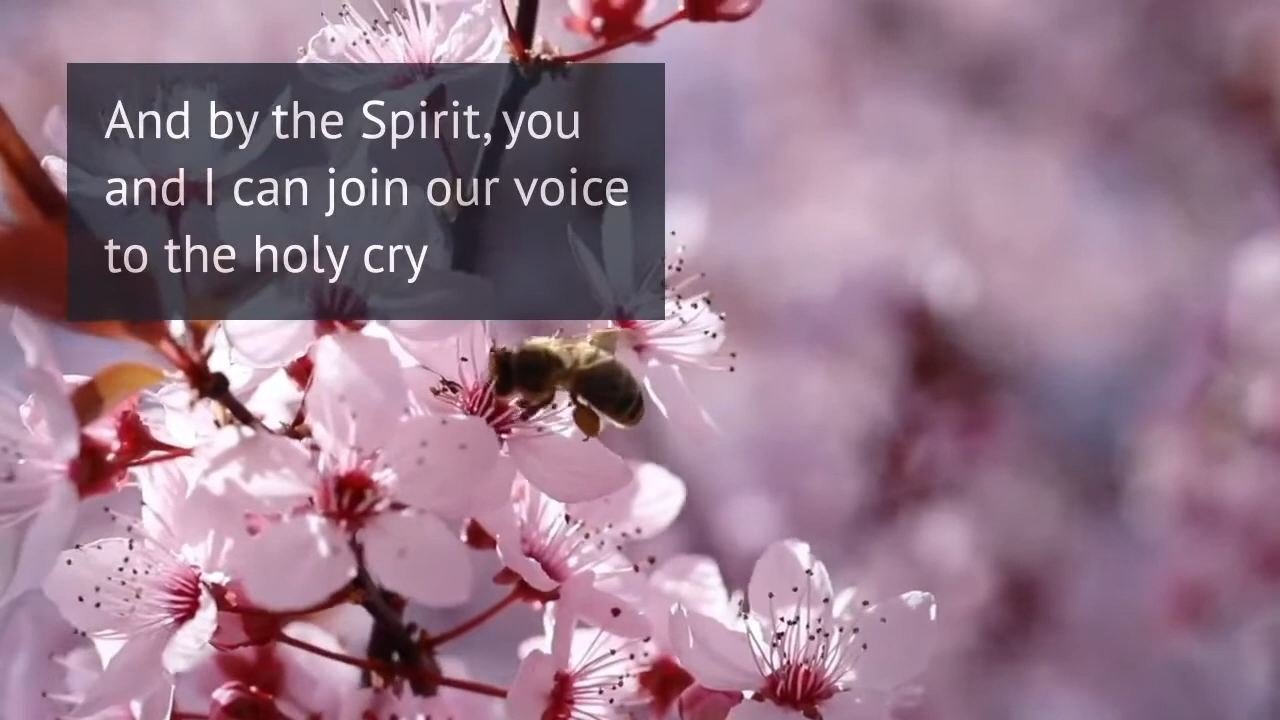 And by the Spirit, you
and I can join our voice
to the holy cry